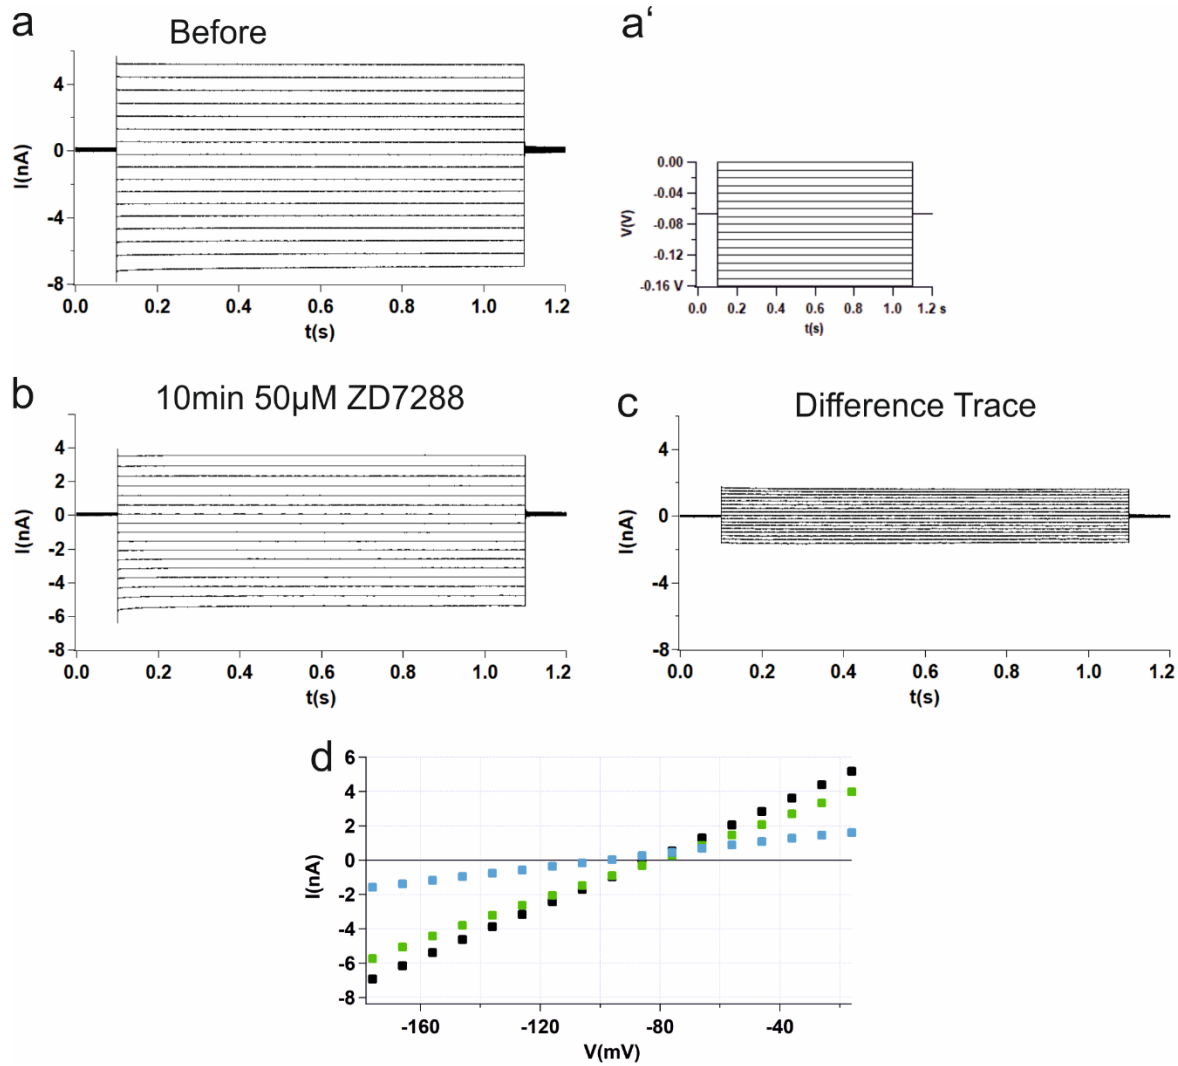 a
Before
I(nA)
4
0
-4
-8
0.0 0.2 0.4 0.6 0.8 1.0 1.2
t(s)
a‘
V(V)
0.00
-0.04
-0.08
-0.12
-0.16 V
0.0 0.2 0.4 0.6 0.8 1.0 1.2 s
t(s)
b
10min 50µM ZD7288
I(nA)
4
2
0
-2
-4
-6
-8
0.0 0.2 0.4 0.6 0.8 1.0 1.2
t(s)
c
Difference Trace
I(nA)
4
0
-4
-8
0.0 0.2 0.4 0.6 0.8 1.0 1.2
t(s)
d
I(nA)
6
4
2
0
-2
-4
-6
-8
-160 -120 -80 -40
V(mV)